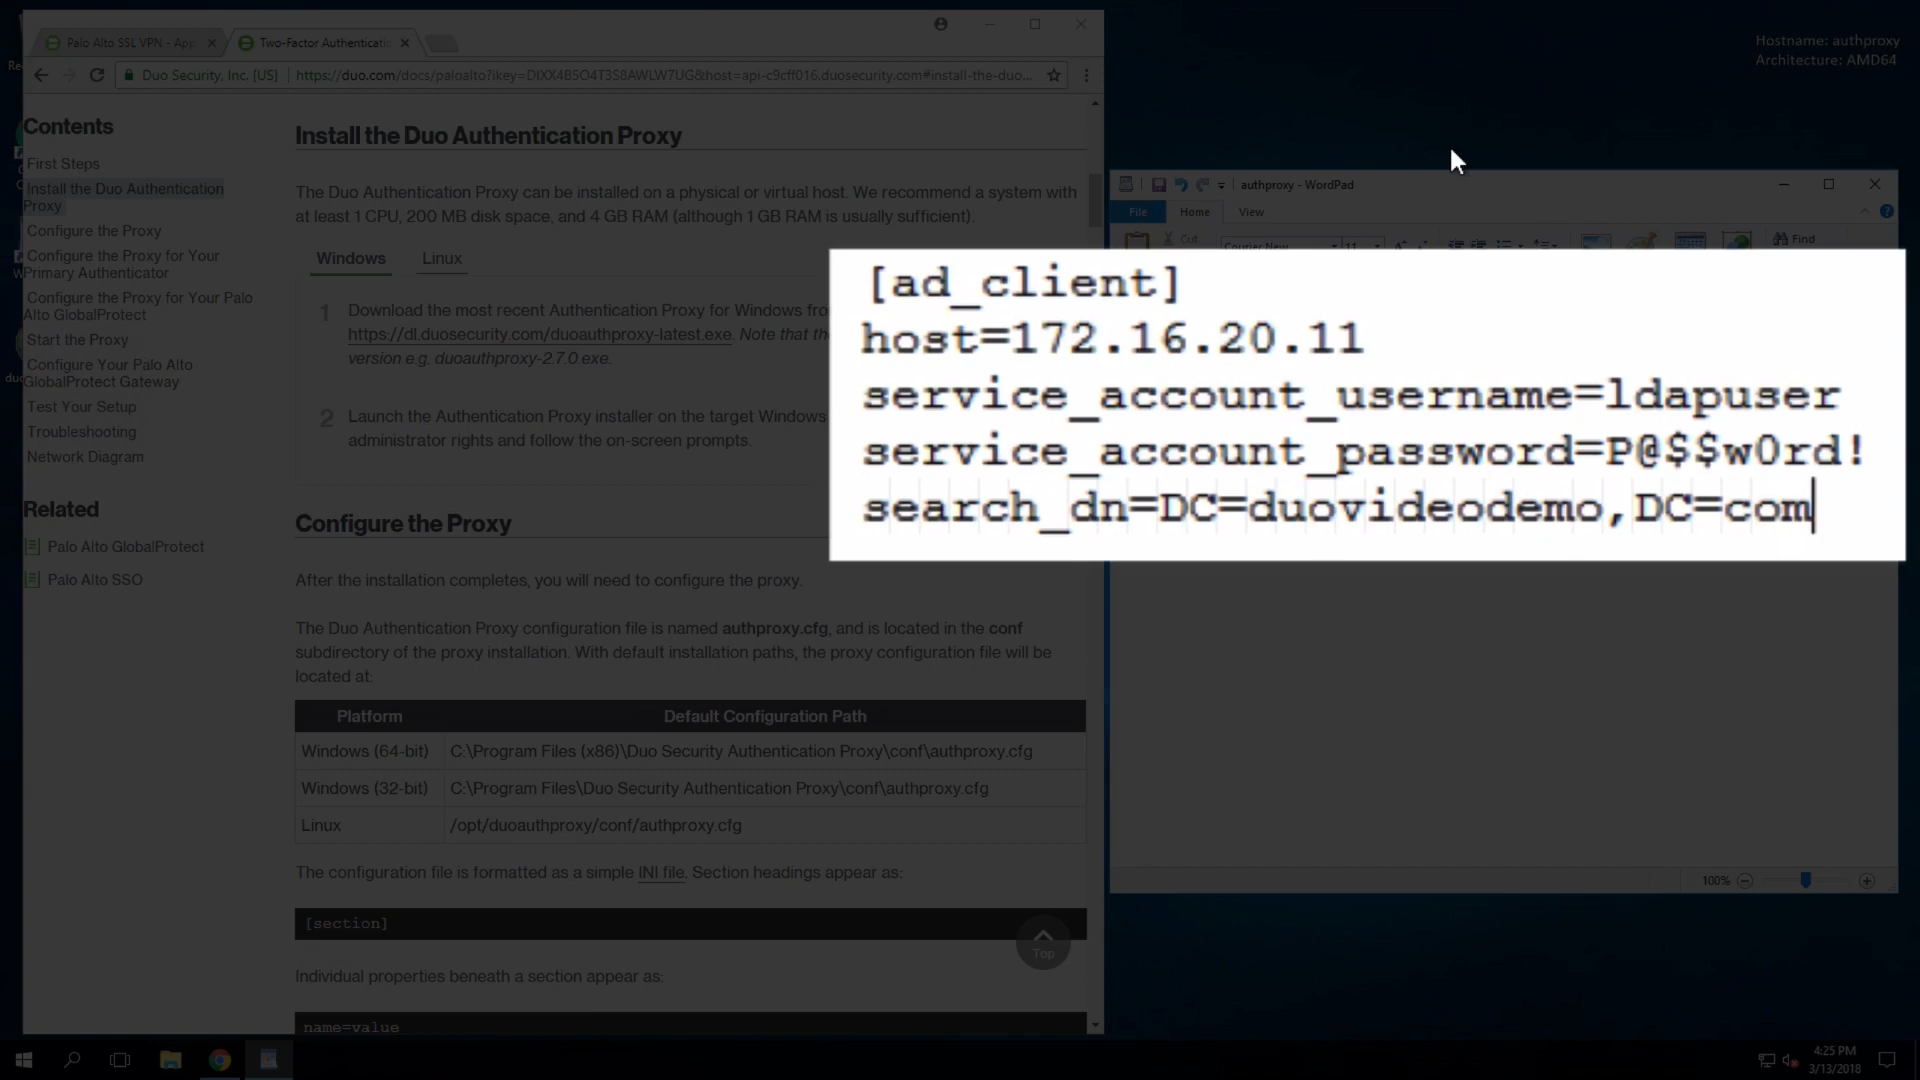 Palo Alto SSL VPN - App
Two-Factor Authenticatio
Duo Security, Inc. [US]
https://duo.com/docs/paloalto?ikey=DIXX4B5O4T3S8AWLW7UG&host=api-c9cff016.duosecurity.com#install-the-duo...
Hostname: authproxy
Architecture: AMD64
Contents
First Steps
Install the Duo Authentication
Proxy
Configure the Proxy
Configure the Proxy for Your
Primary Authenticator
Configure the Proxy for Your Palo
Alto GlobalProtect
Start the Proxy
Configure Your Palo Alto
GlobalProtect Gateway
Test Your Setup
Troubleshooting
Network Diagram
Related
Palo Alto GlobalProtect
Palo Alto SSO
Install the Duo Authentication Proxy
The Duo Authentication Proxy can be installed on a physical or virtual host. We recommend a system with
at least 1 CPU, 200 MB disk space, and 4 GB RAM (although 1 GB RAM is usually sufficient).
Windows
Linux
1
Download the most recent Authentication Proxy for Windows fro
https://dl.duosecurity.com/duoauthproxy-latest.exe. Note that the
version e.g. duoauthproxy-2.7.0 exe.
2
Launch the Authentication Proxy installer on the target Windows
administrator rights and follow the on-screen prompts.
Configure the Proxy
After the installation completes, you will need to configure the proxy.
The Duo Authentication Proxy configuration file is named authproxy.cfg, and is located in the conf
subdirectory of the proxy installation. With default installation paths, the proxy configuration file will be
located at:
Platform
Default Configuration Path
Windows (64-bit)
C:\Program Files (x86)\Duo Security Authentication Proxy\conf\authproxy.cfg
Windows (32-bit)
C:\Program Files\Duo Security Authentication Proxy\conf\authproxy.cfg
Linux
/opt/duoauthproxy/conf/authproxy.cfg
The configuration file is formatted as a simple INI file. Section headings appear as:
[section]
Top
Individual properties beneath a section appear as:
name=value
authproxy - WordPad
File
Home
View
Cut
Courier New
11
Find
[ad_client]
host=172.16.20.11
service_account_username=ldapuser
service_account_password=P@$$w0rd!
search_dn=DC=duovideodemo,DC=com
100%
4:25 PM
3/13/2018